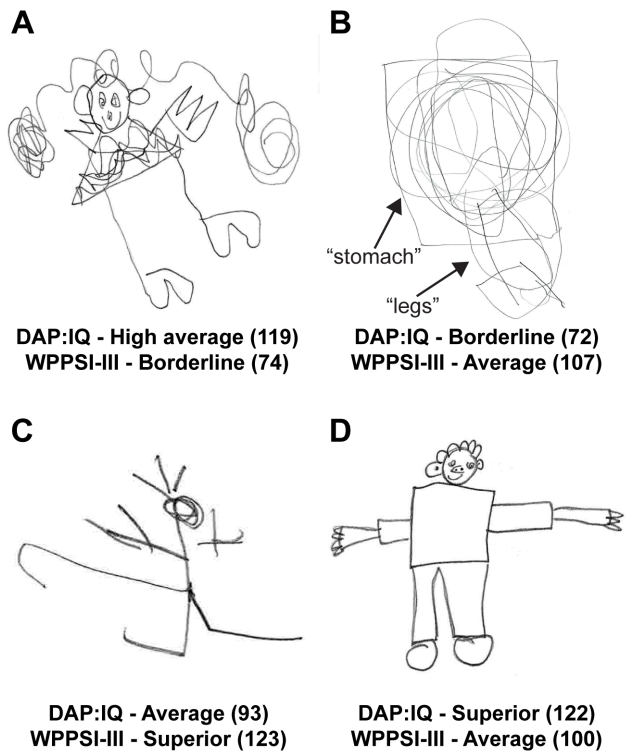 A
B
“stomach”
“legs”
DAP:IQ - High average (119)
WPPSI-III - Borderline (74)
DAP:IQ - Borderline (72)
WPPSI-III - Average (107)
C
D
DAP:IQ - Average (93)
WPPSI-III - Superior (123)
DAP:IQ - Superior (122)
WPPSI-III - Average (100)